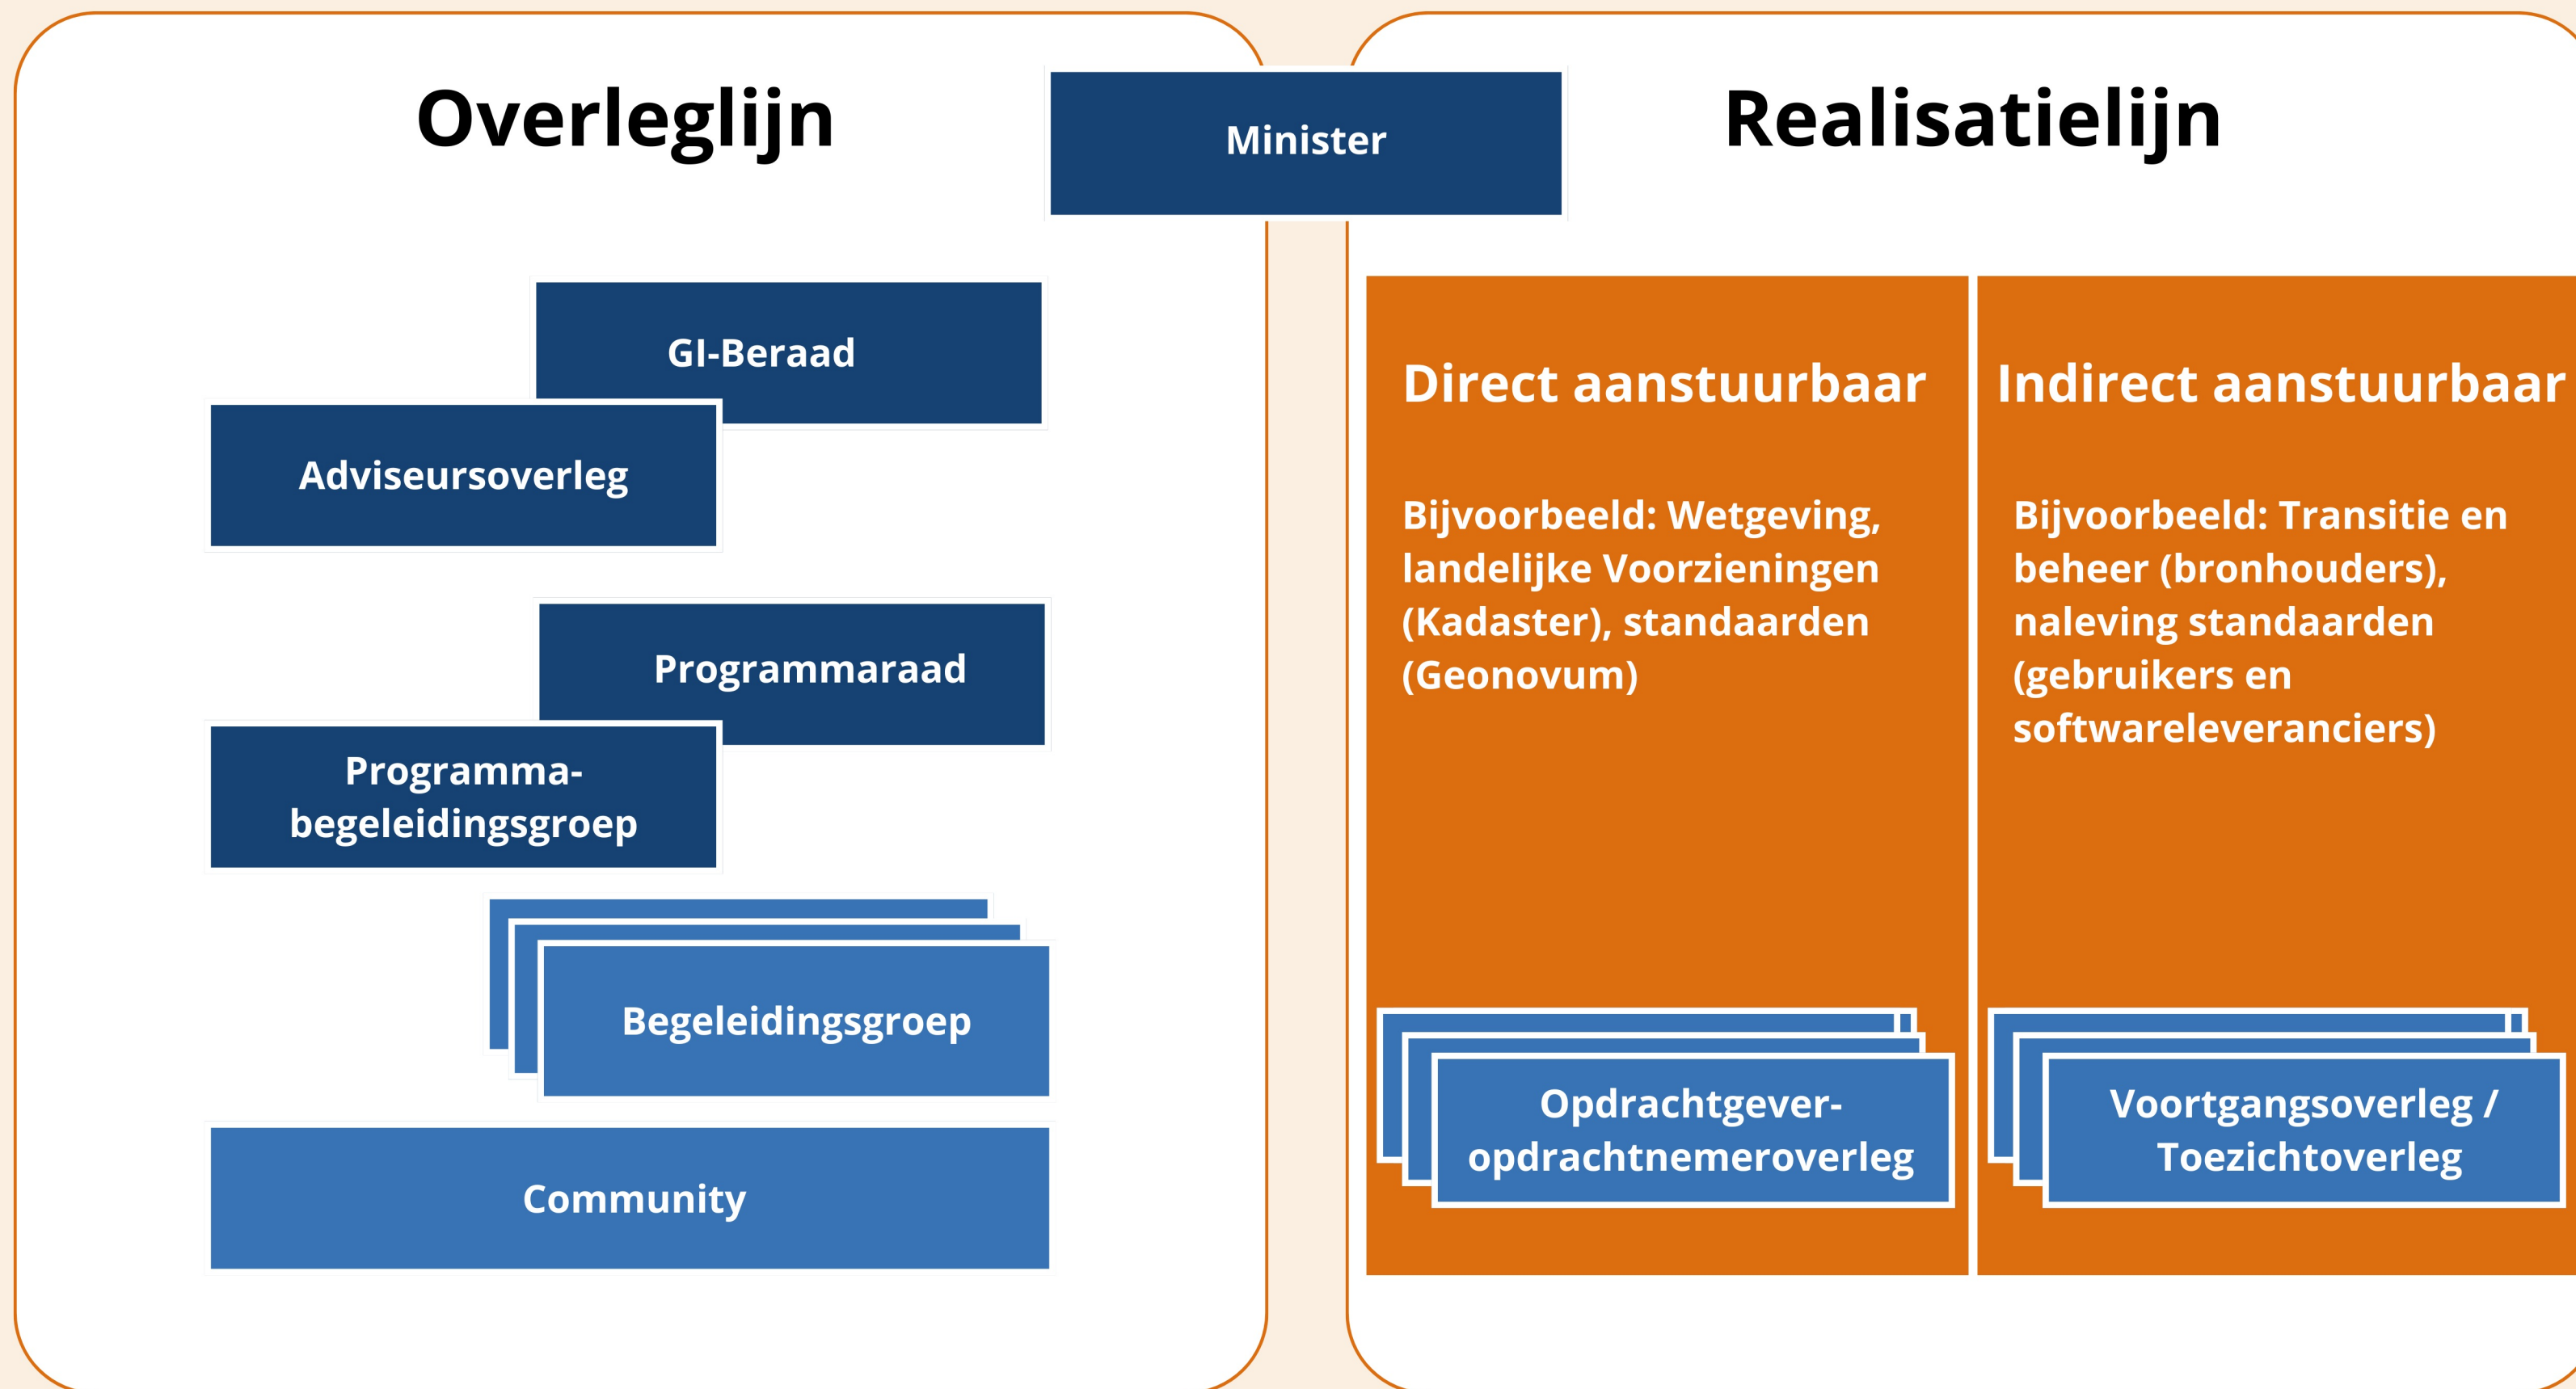 Overleglijn
Minister
Realisatielijn
GI-Beraad
Adviseursoverleg
Programmaraad
Programma-
begeleidingsgroep
Begeleidingsgroep
Community
Direct aanstuurbaar
Bijvoorbeeld: Wetgeving,
landelijke Voorzieningen
(Kadaster), standaarden
(Geonovum)
Opdrachtgever-
opdrachtnemeroverleg
Indirect aanstuurbaar
Bijvoorbeeld: Transitie en
beheer (bronhouders),
naleving standaarden
(gebruikers en
softwareleveranciers)
Voortgangsoverleg /
Toezichtoverleg